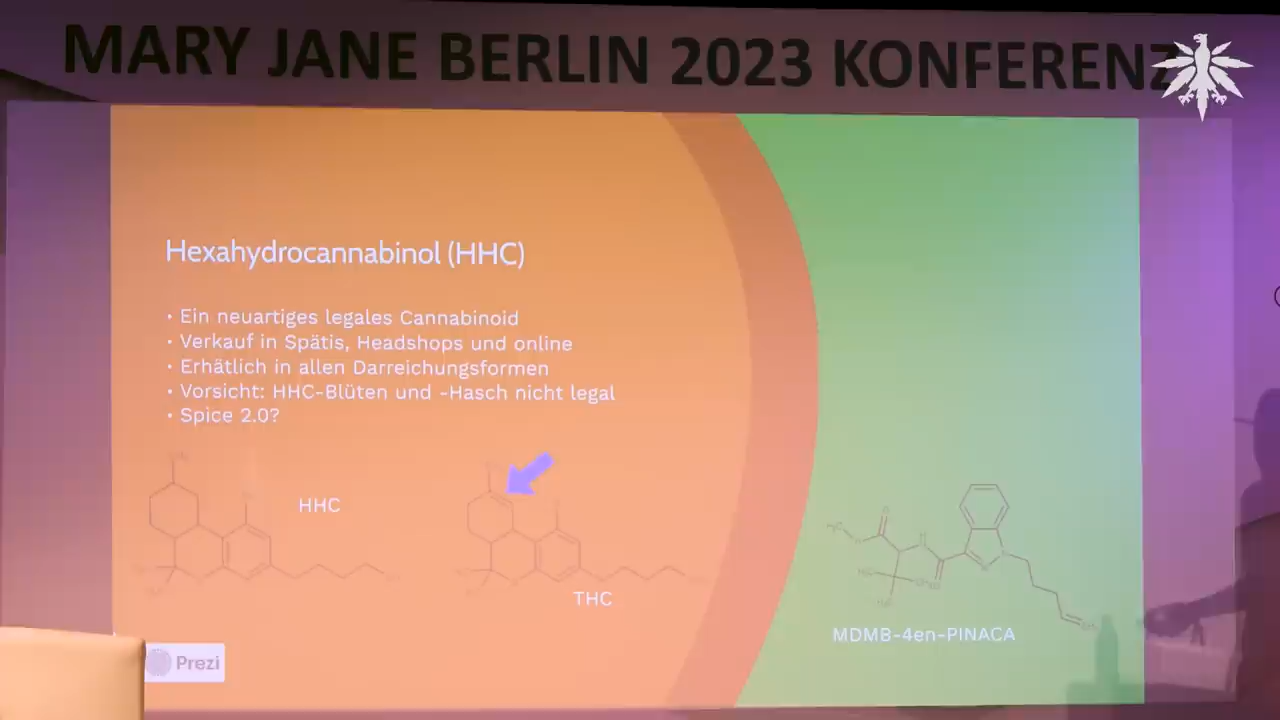 MARY JANE BERLIN 2023 KONFERENZ
Hexahydrocannabinol (HHC)
• Ein neuartiges legales Cannabinoid
• Verkauf in Spätis, Headshops und online
• Erhätlich in allen Darreichungsformen
• Vorsicht: HHC-Blüten und -Hasch nicht legal
• Spice 2.0?
HHC
THC
MDMB-4en-PINACA
Prezi